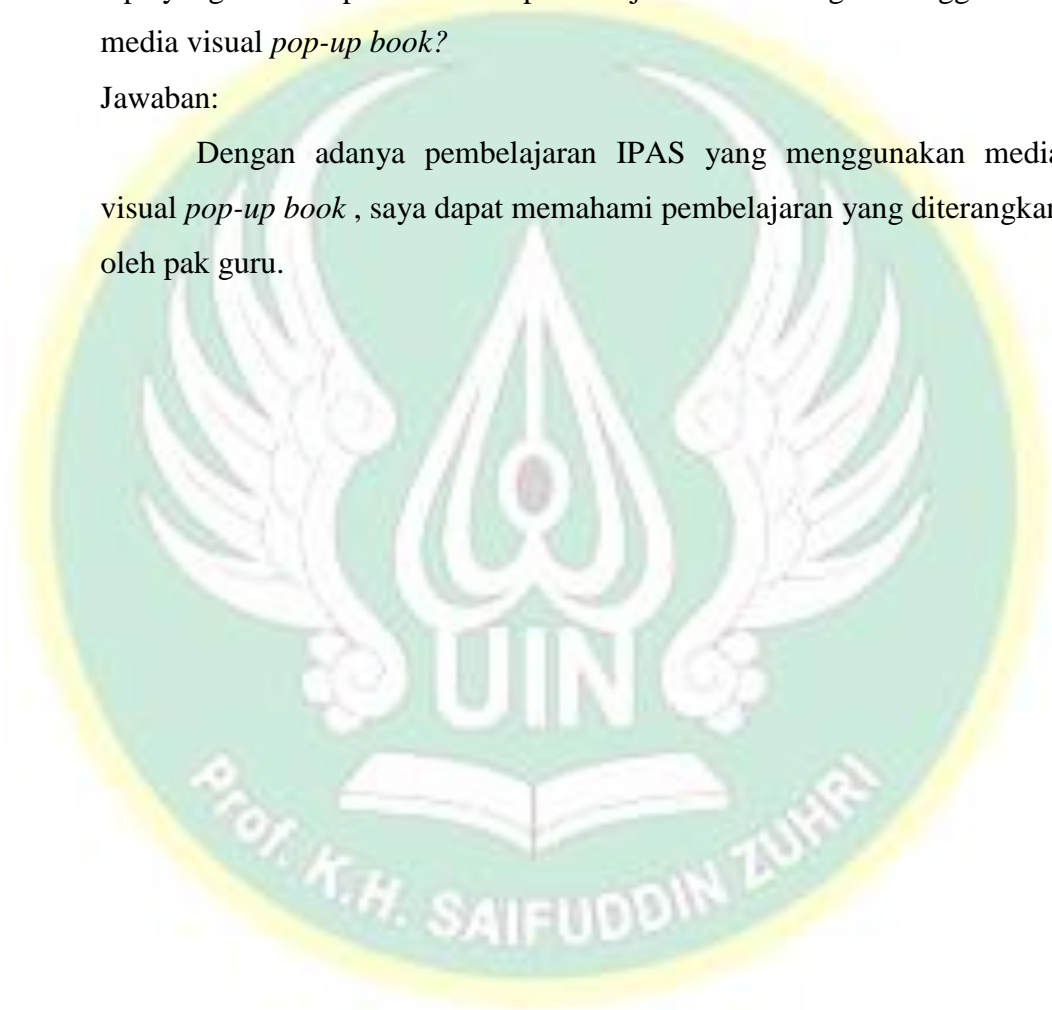 media visual pop-up book?
Jawaban:
Dengan adanya pembelajaran IPAS yang menggunakan media
visual pop-up book , saya dapat memahami pembelajaran yang diterangkan
oleh pak guru.
UIN
Prof. K.H. SAIFUDDIN ZUHRI